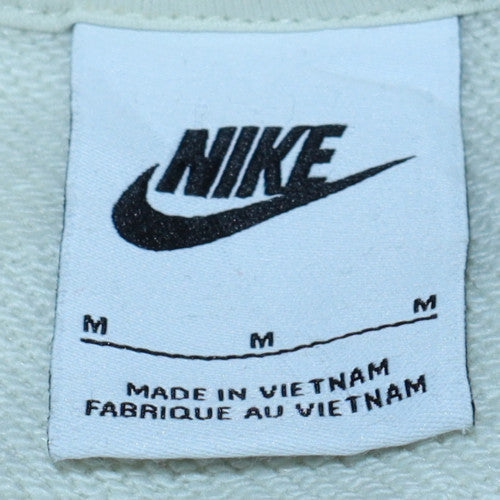 NIKE
M M M
MADE IN VIETNAM
FABRIQUE AU VIETNAM